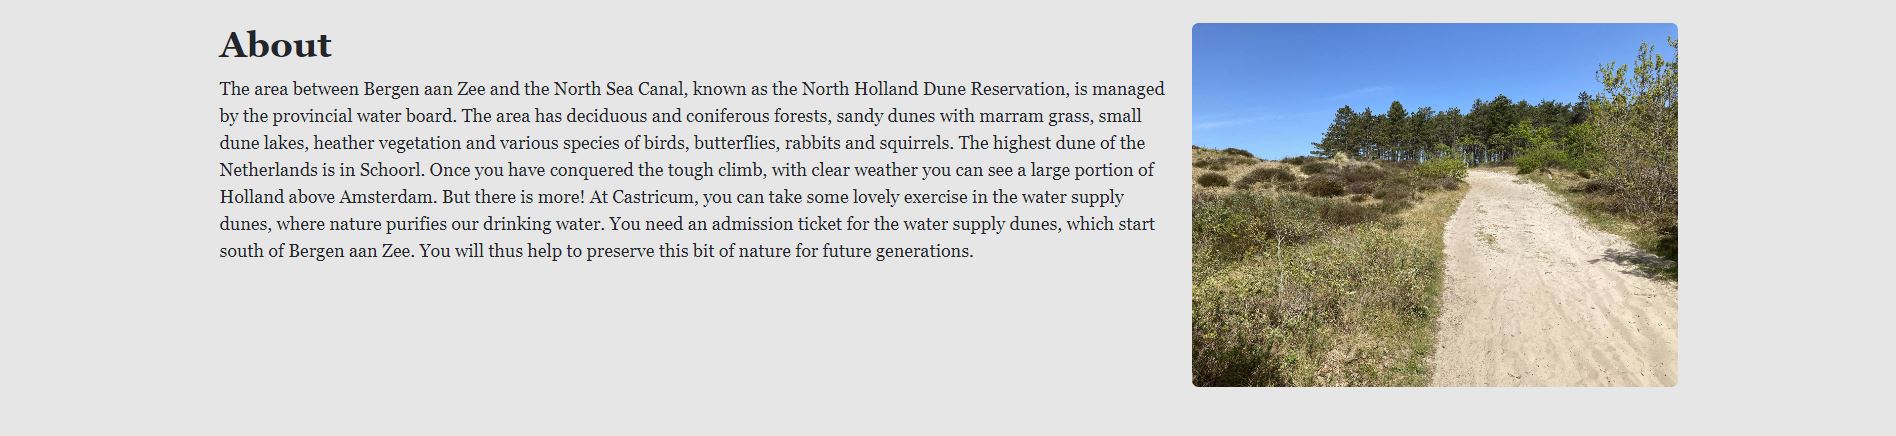 About
The area between Bergen aan Zee and the North Sea Canal, known as the North Holland Dune Reservation, is managed
by the provincial water board. The area has deciduous and coniferous forests, sandy dunes with marram grass, small
dune lakes, heather vegetation and various species of birds, butterflies, rabbits and squirrels. The highest dune of the
Netherlands is in Schoorl. Once you have conquered the tough climb, with clear weather you can see a large portion of
Holland above Amsterdam. But there is more! At Castricum, you can take some lovely exercise in the water supply
dunes, where nature purifies our drinking water. You need an admission ticket for the water supply dunes, which start
south of Bergen aan Zee. You will thus help to preserve this bit of nature for future generations.